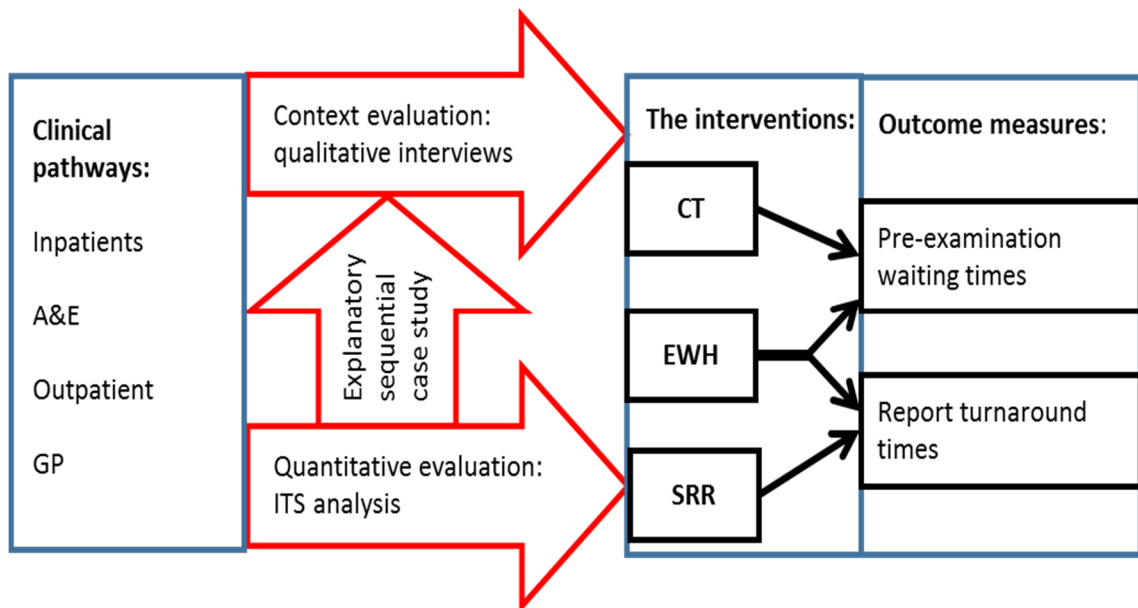 Clinical
pathways:
Inpatients
A&E
Outpatient
GP
Context evaluation:
qualitative interviews
Explanatory
sequential
case study
Quantitative evaluation:
ITS analysis
The interventions:
CT
EWH
SRR
Outcome measures:
Pre-examination
waiting times
Report turnaround
times